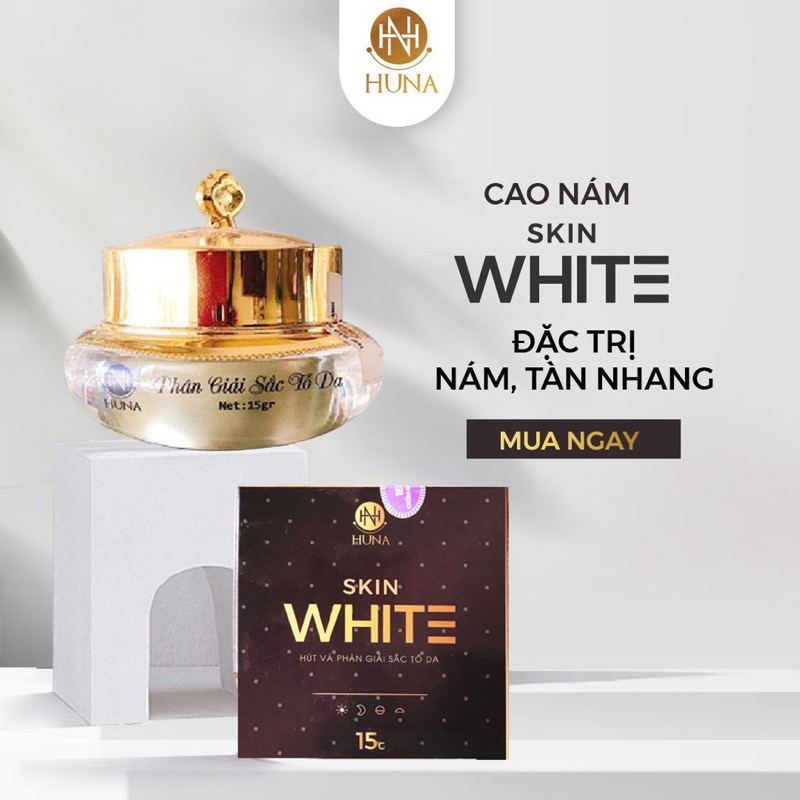 HUNA
CAO NÁM
SKIN
WHITE
ĐẶC TRỊ
NÁM, TÀN NHANG
MUA NGAY
HUNA
Phân Giải Sắc Tố Da
Net:15gr
HUNA
SKIN
WHITE
HÚT VÀ PHÂN GIẢI SẮC TỐ DA
15G